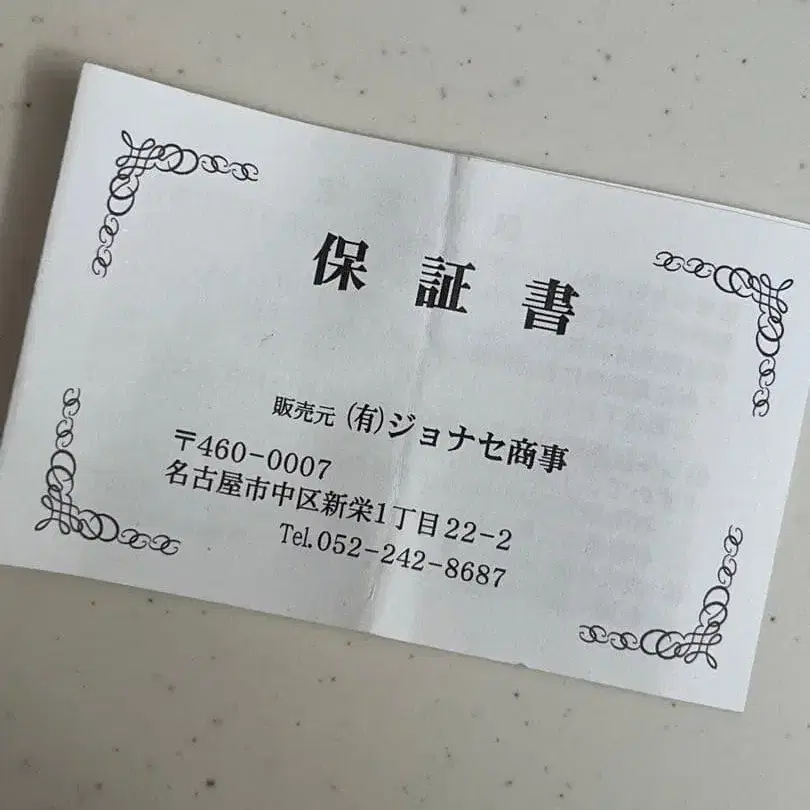 保証書
販売元 (有)ジョナセ商事
〒460-0007
名古屋市中区新栄1丁目22-2
Tel.052-242-8687